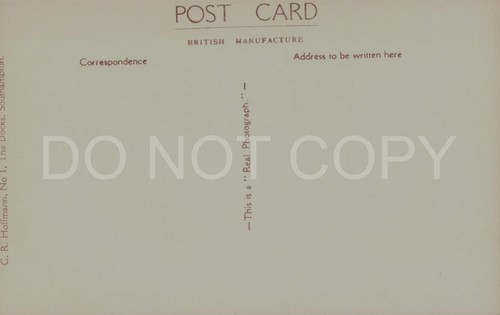 POST CARD
BRITISH MANUFACTURE
Correspondence
Address to be written here
—This is a "Real Photograph."—
C. R. Hoffmann, No 1, The Docks, Southampton.
DO NOT COPY